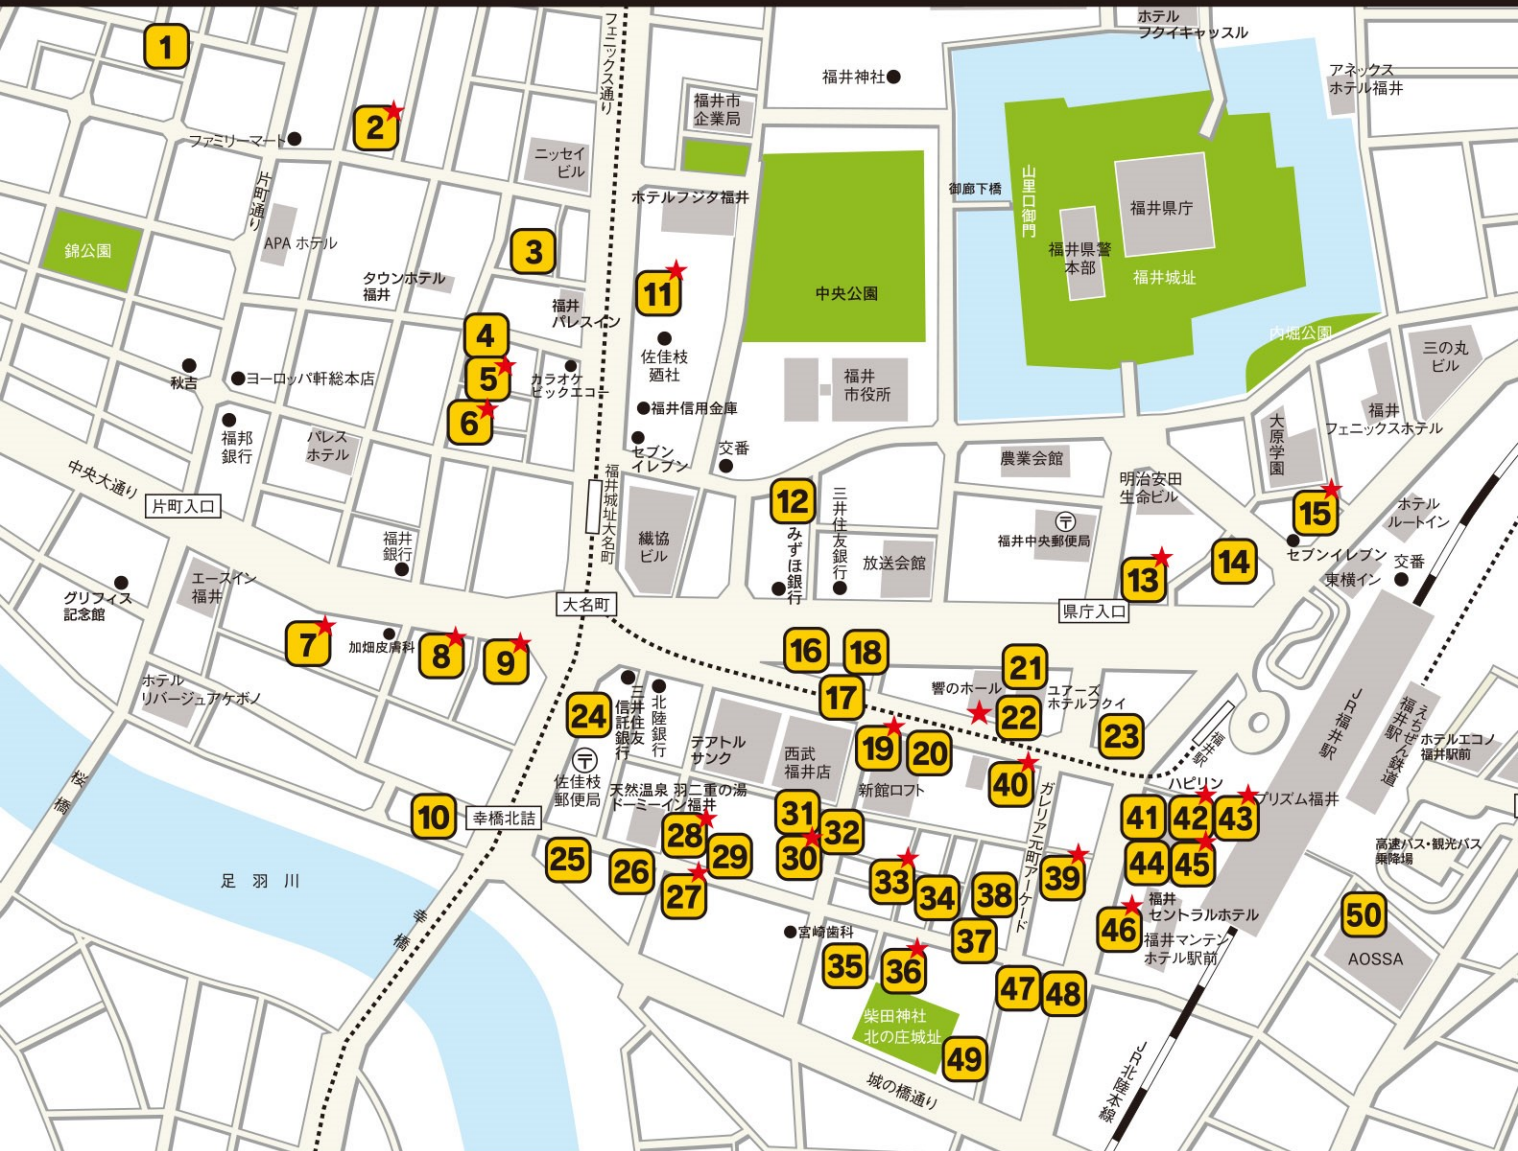 ホテル
フクイキャッスル
フェニックス通り
1
福井神社
アネックス
ホテル福井
福井市
企業局
2
ファミリーマート
ニッセイ
ビル
片町通り
ホテルフジタ福井
御廊下橋
山里口御門
福井県庁
錦公園
APA ホテル
3
福井県警
本部
福井城址
タウンホテル
福井
11
中央公園
福井
パレスイン
4
内堀公園
佐佳枝
廼社
三の丸
ビル
秋吉
ヨーロッパ軒総本店
5
カラオケ
ビックエコー
福井
市役所
6
福井信用金庫
福井
フェニックスホテル
大原学園
福邦
銀行
パレス
ホテル
セブン
イレブン
交番
農業会館
中央大通り
片町入口
福井城址大名町
12
みずほ銀行
三井住友銀行
明治安田
生命ビル
15
ホテル
ルートイン
福井
銀行
繊協
ビル
福井中央郵便局
放送会館
セブンイレブン
交番
東横イン
14
13
エースイン
福井
グリフィス
記念館
大名町
県庁入口
7
加畑皮膚科
8
9
16
18
21
響のホール
ユアーズ
ホテルフクイ
ホテル
リバージュアケボノ
24
三井住友
信託銀行
北陸銀行
17
22
23
福井駅
JR福井駅
えちぜん鉄道
福井駅
テアトル
サンク
西武
福井店
19
20
ホテルエコノ
福井駅前
桜橋
佐佳枝
郵便局
天然温泉 羽二重の湯
ドーミーイン福井
新館ロフト
40
ハピリン
プリズム福井
ガレリア元町アーケード
10
幸橋北詰
31
32
28
41
42
43
25
26
29
30
44
45
高速バス・観光バス
乗降場
足羽川
27
33
34
38
39
幸橋
福井
セントラルホテル
46
50
宮崎歯科
37
福井マンテン
ホテル駅前
35
36
AOSSA
47
48
柴田神社
北の庄城址
49
城の橋通り
JR北陸本線